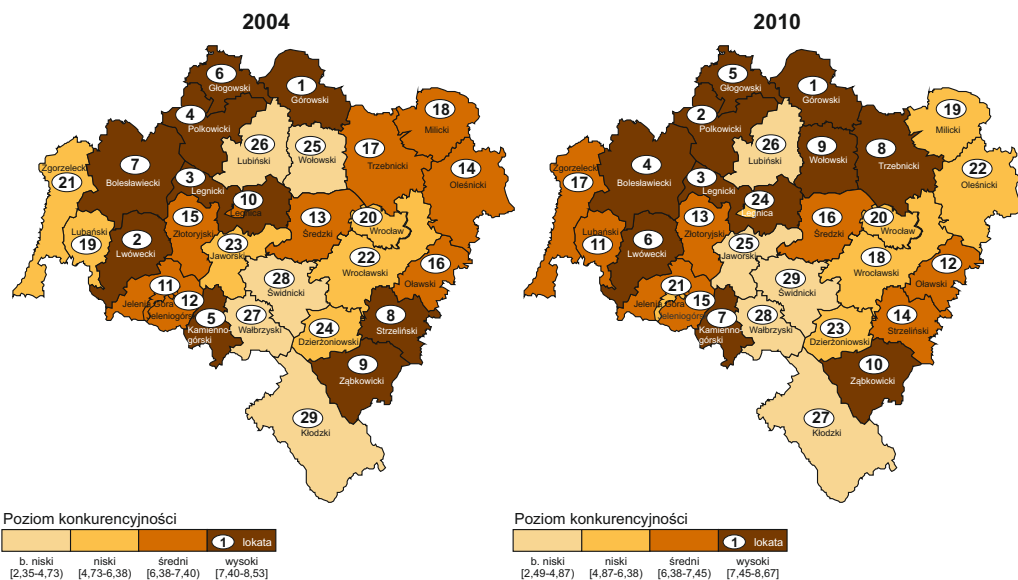 2004
6
Głogowski
1
Górowski
18
Milicki
4
Polkowicki
26
Lubiński
25
Wołowski
17
Trzebnicki
14
Oleśnicki
Zgorzelecki
21
7
Bolesławiecki
3
Legnicki
10
Legnica
15
Złotoryjski
13
Średzki
20
Wrocław
Lubański
19
2
Lwówecki
23
Jaworski
22
Wrocławski
16
Oławski
28
Świdnicki
11
Jelenia Góra
12
Jeleniogórski
5
Kamienno-
górski
27
Wałbrzyski
24
Dzierżoniowski
8
Strzeliński
9
Ząbkowicki
29
Kłodzki
Poziom konkurencyjności
1 lokata
b. niski niski średni wysoki
[2,35-4,73) [4,73-6,38) [6,38-7,40) [7,40-8,53)
2010
5
Głogowski
1
Górowski
19
Milicki
2
Polkowicki
26
Lubiński
9
Wołowski
8
Trzebnicki
22
Oleśnicki
Zgorzelecki
17
4
Bolesławiecki
3
Legnicki
24
Legnica
13
Złotoryjski
16
Średzki
20
Wrocław
Lubański
11
6
Lwówecki
25
Jaworski
18
Wrocławski
12
Oławski
29
Świdnicki
21
Jelenia Góra
15
Jeleniogórski
7
Kamienno-
górski
28
Wałbrzyski
23
Dzierżoniowski
14
Strzeliński
10
Ząbkowicki
27
Kłodzki
Poziom konkurencyjności
1 lokata
b. niski niski średni wysoki
[2,49-4,87) [4,87-6,38) [6,38-7,45) [7,45-8,67)